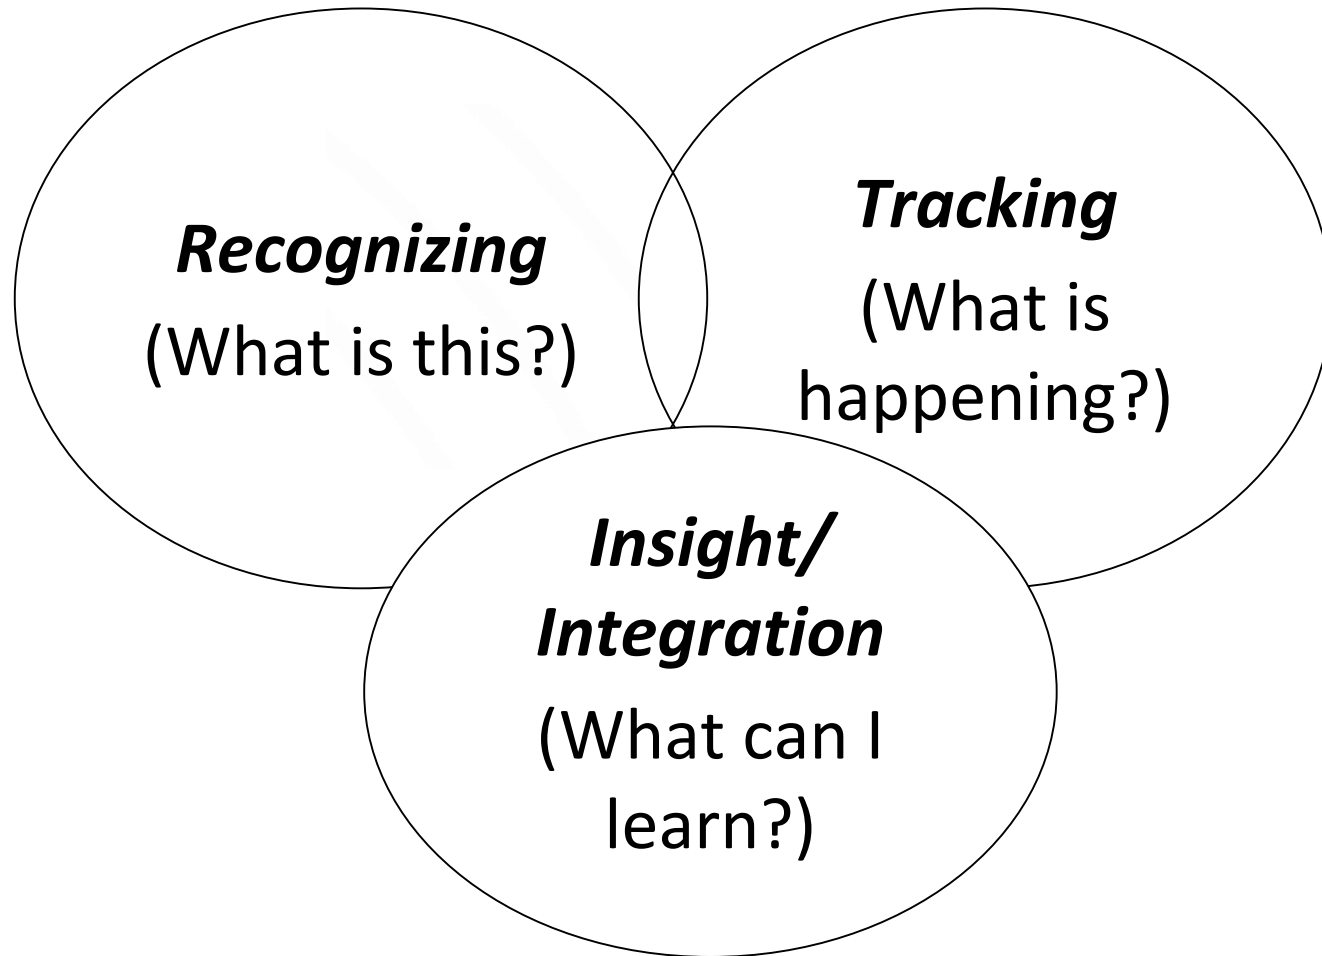 Recognizing
(What is this?)
Tracking
(What is
happening?)
Insight/
Integration
(What can I
learn?)